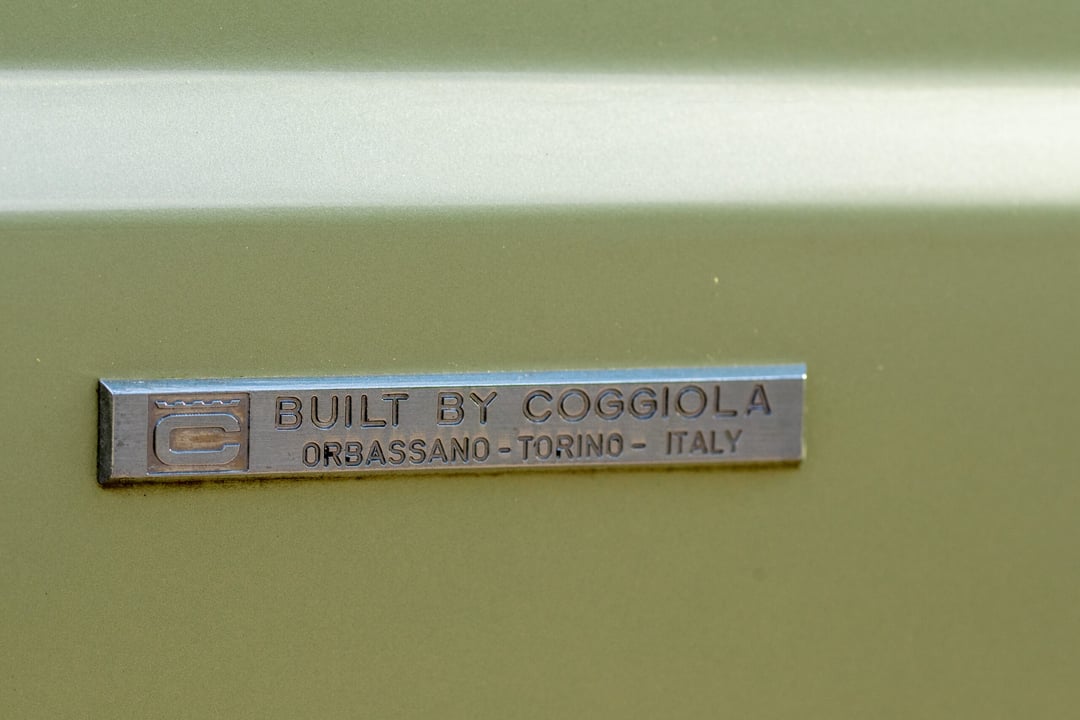 C
BUILT BY COGGIOLA
ORBASSANO - TORINO - ITALY